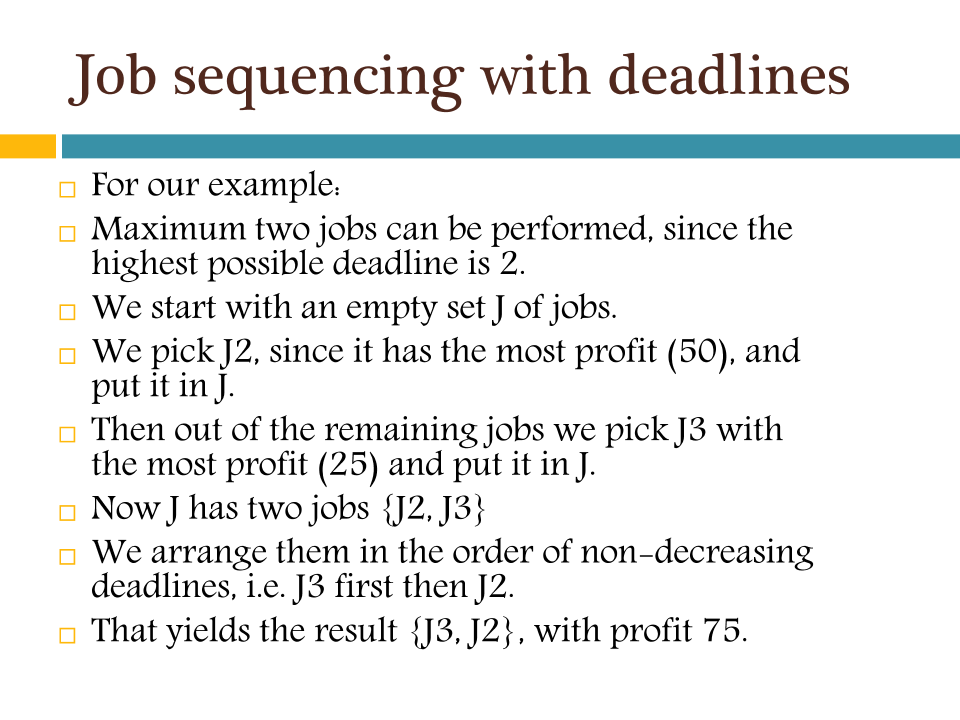 Job sequencing with deadlines
For our example:
Maximum two jobs can be performed, since the
highest possible deadline is 2.
We start with an empty set J of jobs.
We pick J2, since it has the most profit (50), and
put it in J.
Then out of the remaining jobs we pick J3 with
the most profit (25) and put it in J.
Now J has two jobs {J2, J3}
We arrange them in the order of non-decreasing
deadlines, i.e. J3 first then J2.
That yields the result {J3, J2}, with profit 75.